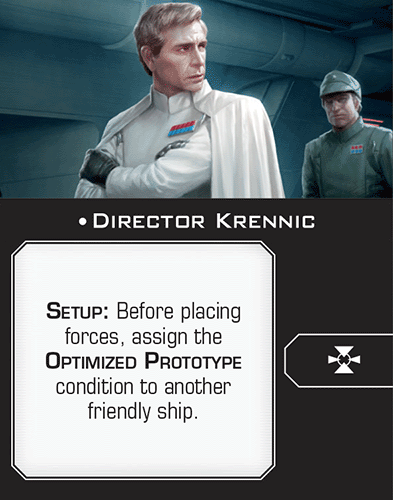 • Director Krennic
Setup: Before placing
forces, assign the
Optimized Prototype
condition to another
friendly ship.